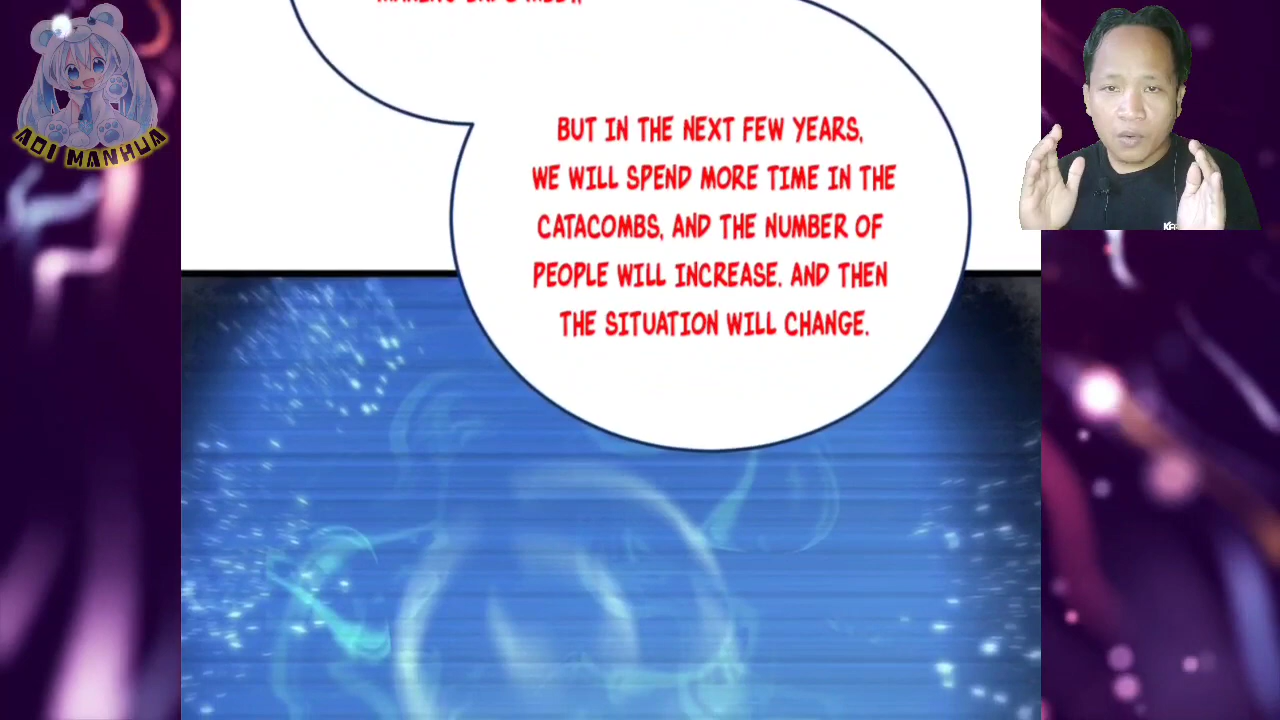 BUT IN THE NEXT FEW YEARS,
WE WILL SPEND MORE TIME IN THE
CATACOMBS, AND THE NUMBER OF
PEOPLE WILL INCREASE. AND THEN
THE SITUATION WILL CHANGE.
AOI MANHUA